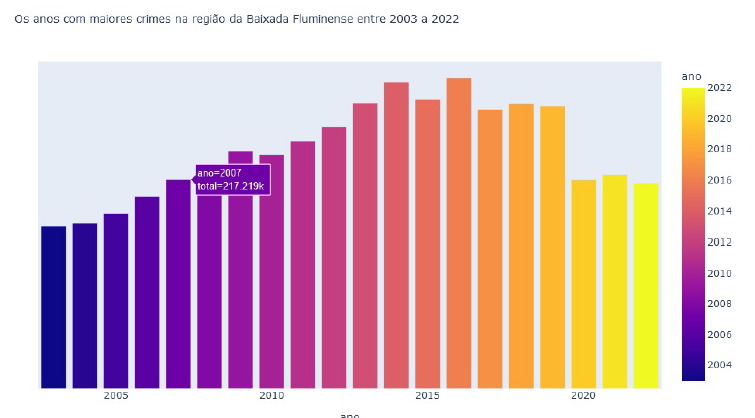 Os anos com maiores crimes na região da Baixada Fluminense entre 2003 a 2022
ano
2022
2020
2018
2016
2014
2012
2010
2008
2006
2004
ano=2007
total=217.219k
2005
2010
2015
2020
ano